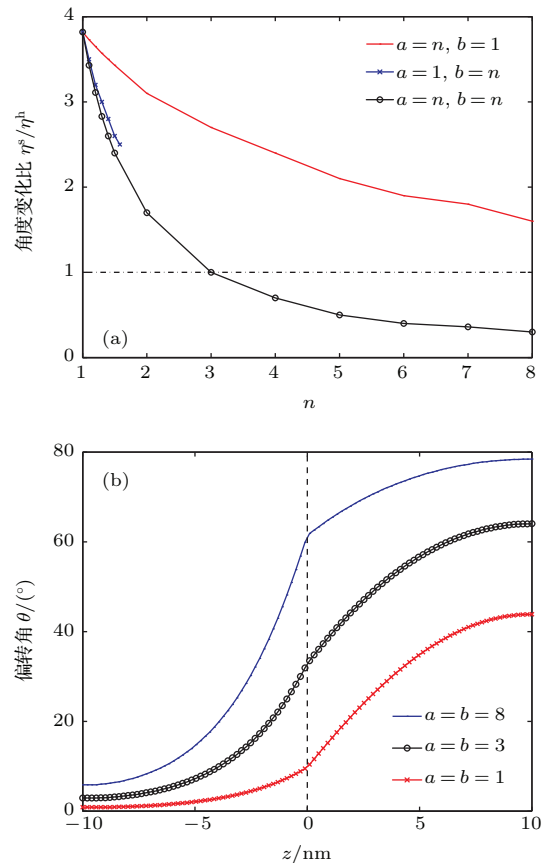 4
3
2
1
0
角度变化比 η^s/η^h
a = n, b = 1
a = 1, b = n
a = n, b = n
(a)
1 2 3 4 5 6 7 8
n
80
60
40
20
0
偏转角 θ/(°)
(b)
a = b = 8
a = b = 3
a = b = 1
−10 −5 0 5 10
z/nm